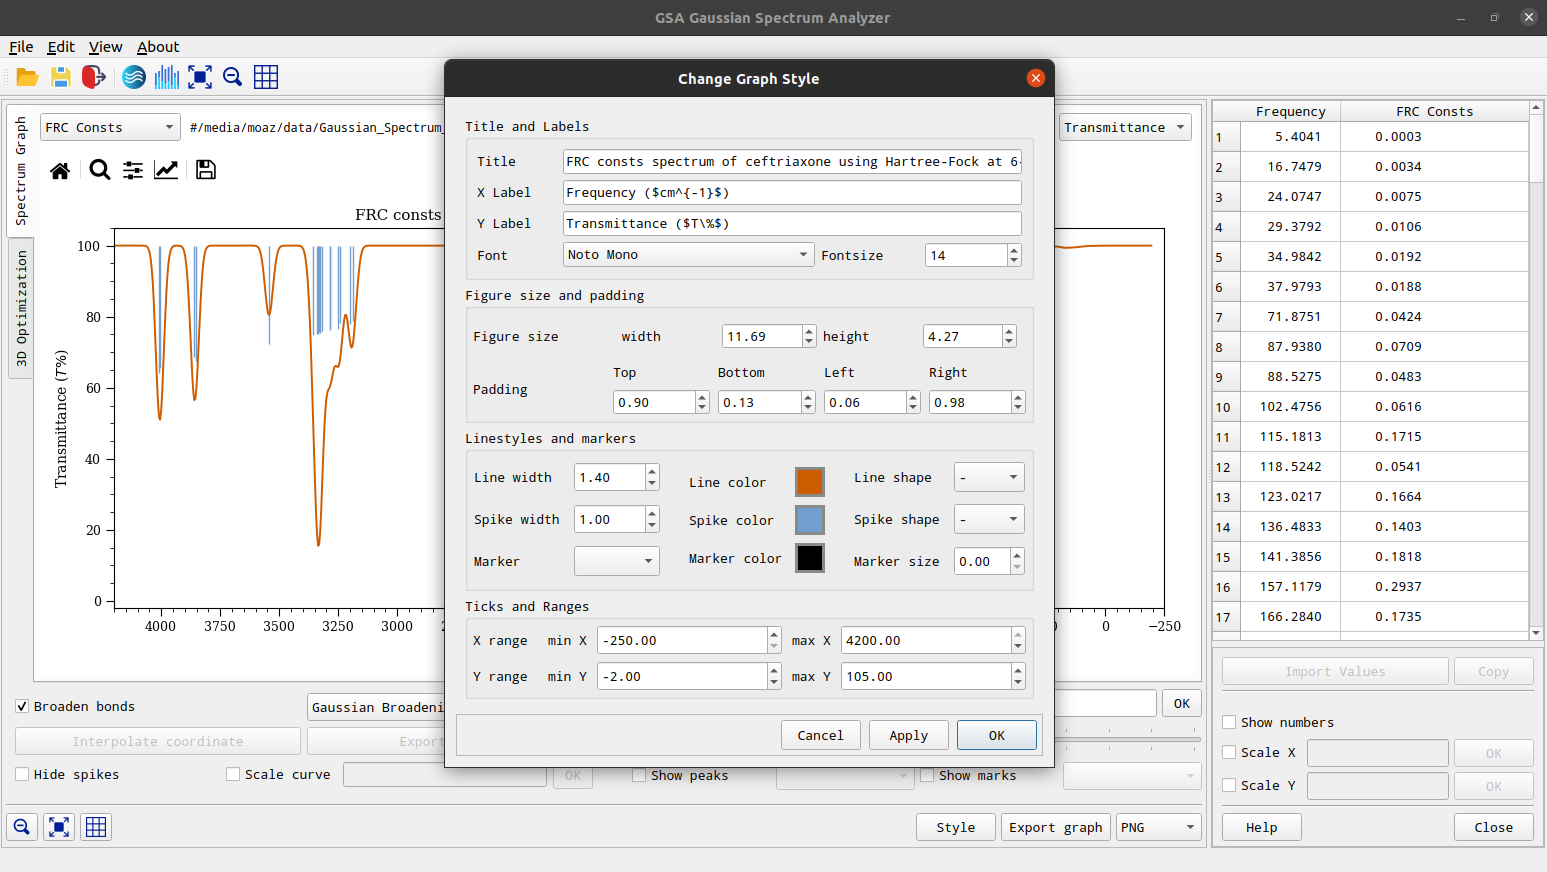 GSA Gaussian Spectrum Analyzer
File Edit View About
Spectrum Graph
3D Optimization
FRC Consts
#/media/moaz/data/Gaussian_Spectrum_
Transmittance
FRC consts
Transmittance (T%)
100
80
60
40
20
0
4000 3750 3500 3250 3000
0 −250
Change Graph Style
Title and Labels
Title FRC consts spectrum of ceftriaxone using Hartree-Fock at 6-
X Label Frequency ($cm^{-1}$)
Y Label Transmittance ($T\%$)
Font Noto Mono Fontsize 14
Figure size and padding
Figure size width 11.69 height 4.27
Top Bottom Left Right
Padding 0.90 0.13 0.06 0.98
Linestyles and markers
Line width 1.40 Line color Line shape -
Spike width 1.00 Spike color Spike shape -
Marker Marker color Marker size 0.00
Ticks and Ranges
X range min X -250.00 max X 4200.00
Y range min Y -2.00 max Y 105.00
Cancel Apply OK
Frequency FRC Consts
1 5.4041 0.0003
2 16.7479 0.0034
3 24.0747 0.0075
4 29.3792 0.0106
5 34.9842 0.0192
6 37.9793 0.0188
7 71.8751 0.0424
8 87.9380 0.0709
9 88.5275 0.0483
10 102.4756 0.0616
11 115.1813 0.1715
12 118.5242 0.0541
13 123.0217 0.1664
14 136.4833 0.1403
15 141.3856 0.1818
16 157.1179 0.2937
17 166.2840 0.1735
Broaden bonds Gaussian Broadeni OK
Interpolate coordinate Export
Hide spikes Scale curve OK Show peaks Show marks
Style Export graph PNG
Import Values Copy
Show numbers
Scale X OK
Scale Y OK
Help Close